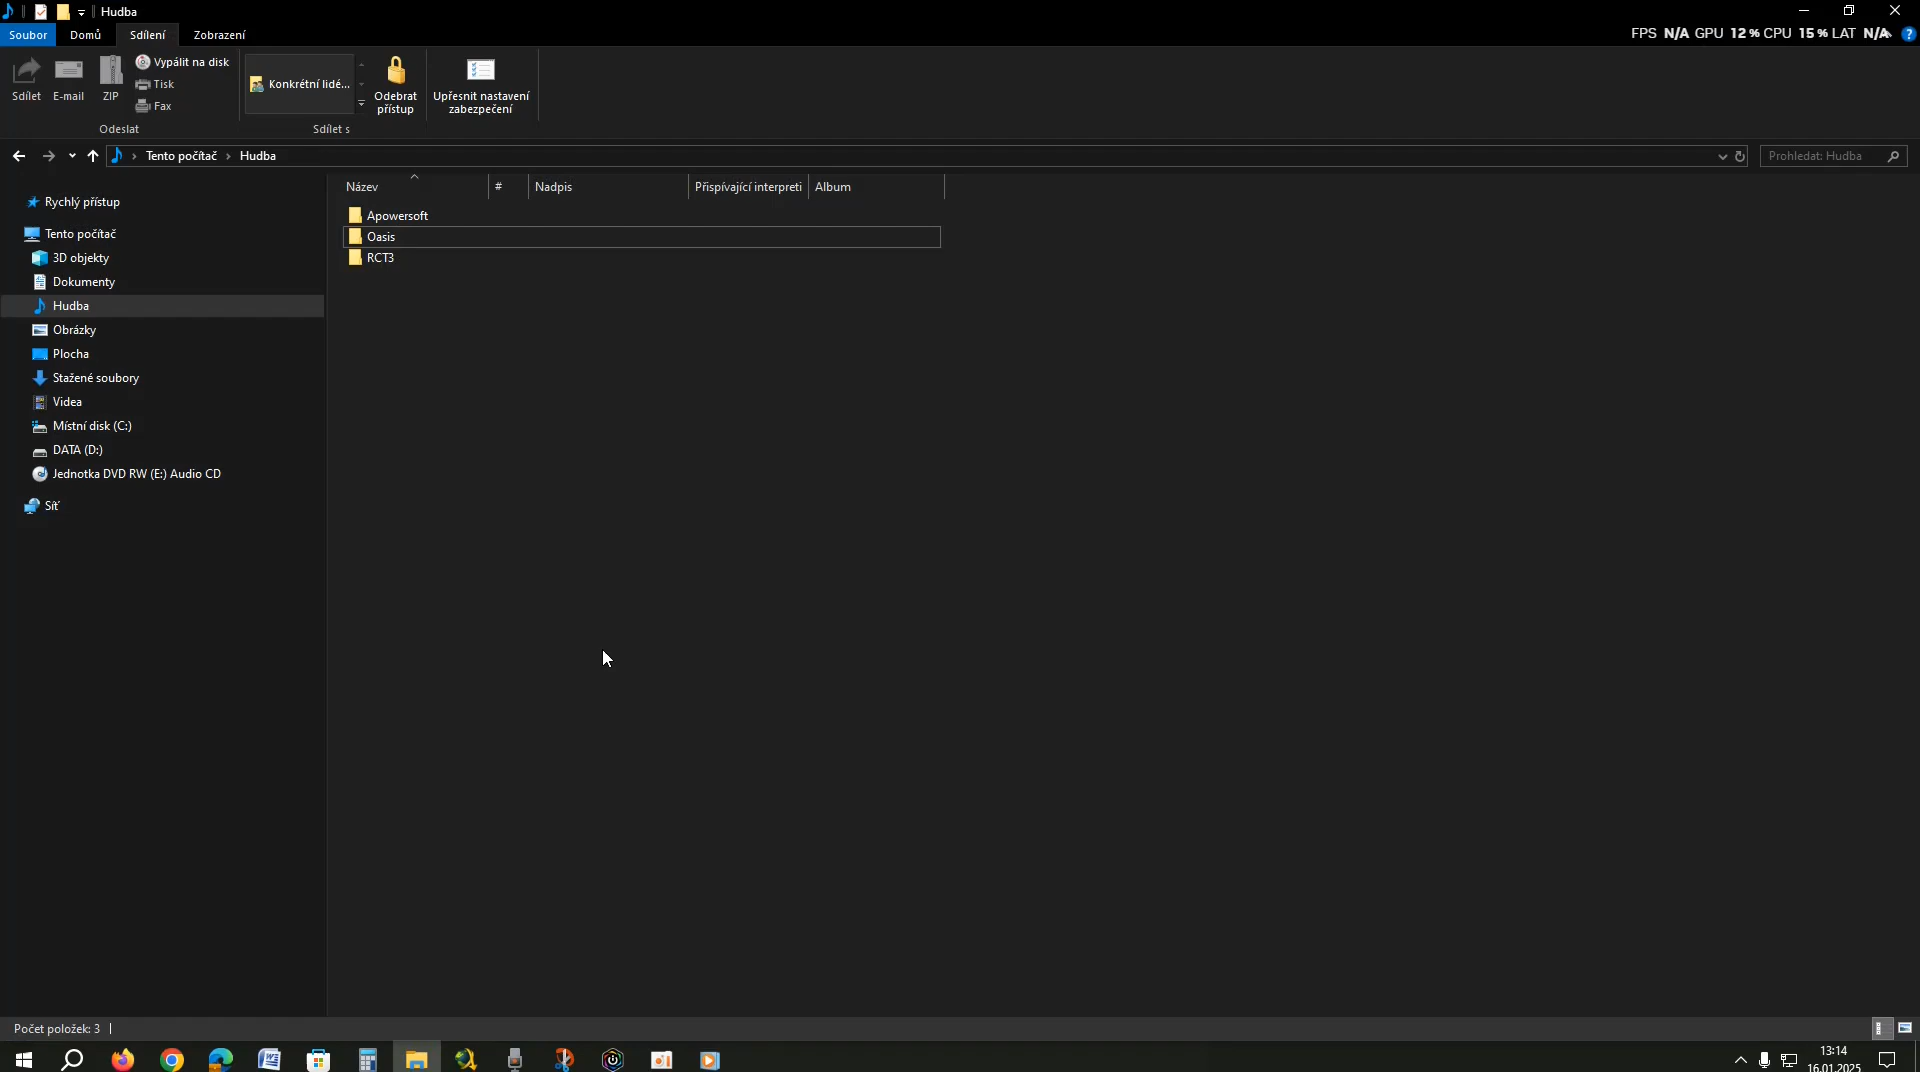 Hudba
Soubor Domů Sdílení Zobrazení
FPS N/A GPU 12 % CPU 15 % LAT N/A
Sdílet E-mail ZIP
Vypálit na disk
Tisk
Fax
Odeslat
Konkrétní lidé...
Odebrat
přístup
Sdílet s
Upřesnit nastavení
zabezpečení
Tento počítač Hudba
Prohledat: Hudba
Rychlý přístup
Tento počítač
3D objekty
Dokumenty
Hudba
Obrázky
Plocha
Stažené soubory
Videa
Místní disk (C:)
DATA (D:)
Jednotka DVD RW (E:) Audio CD
Síť
Název # Nadpis Přispívající interpreti Album
Apowersoft
Oasis
RCT3
Počet položek: 3
13:14
16.01.2025